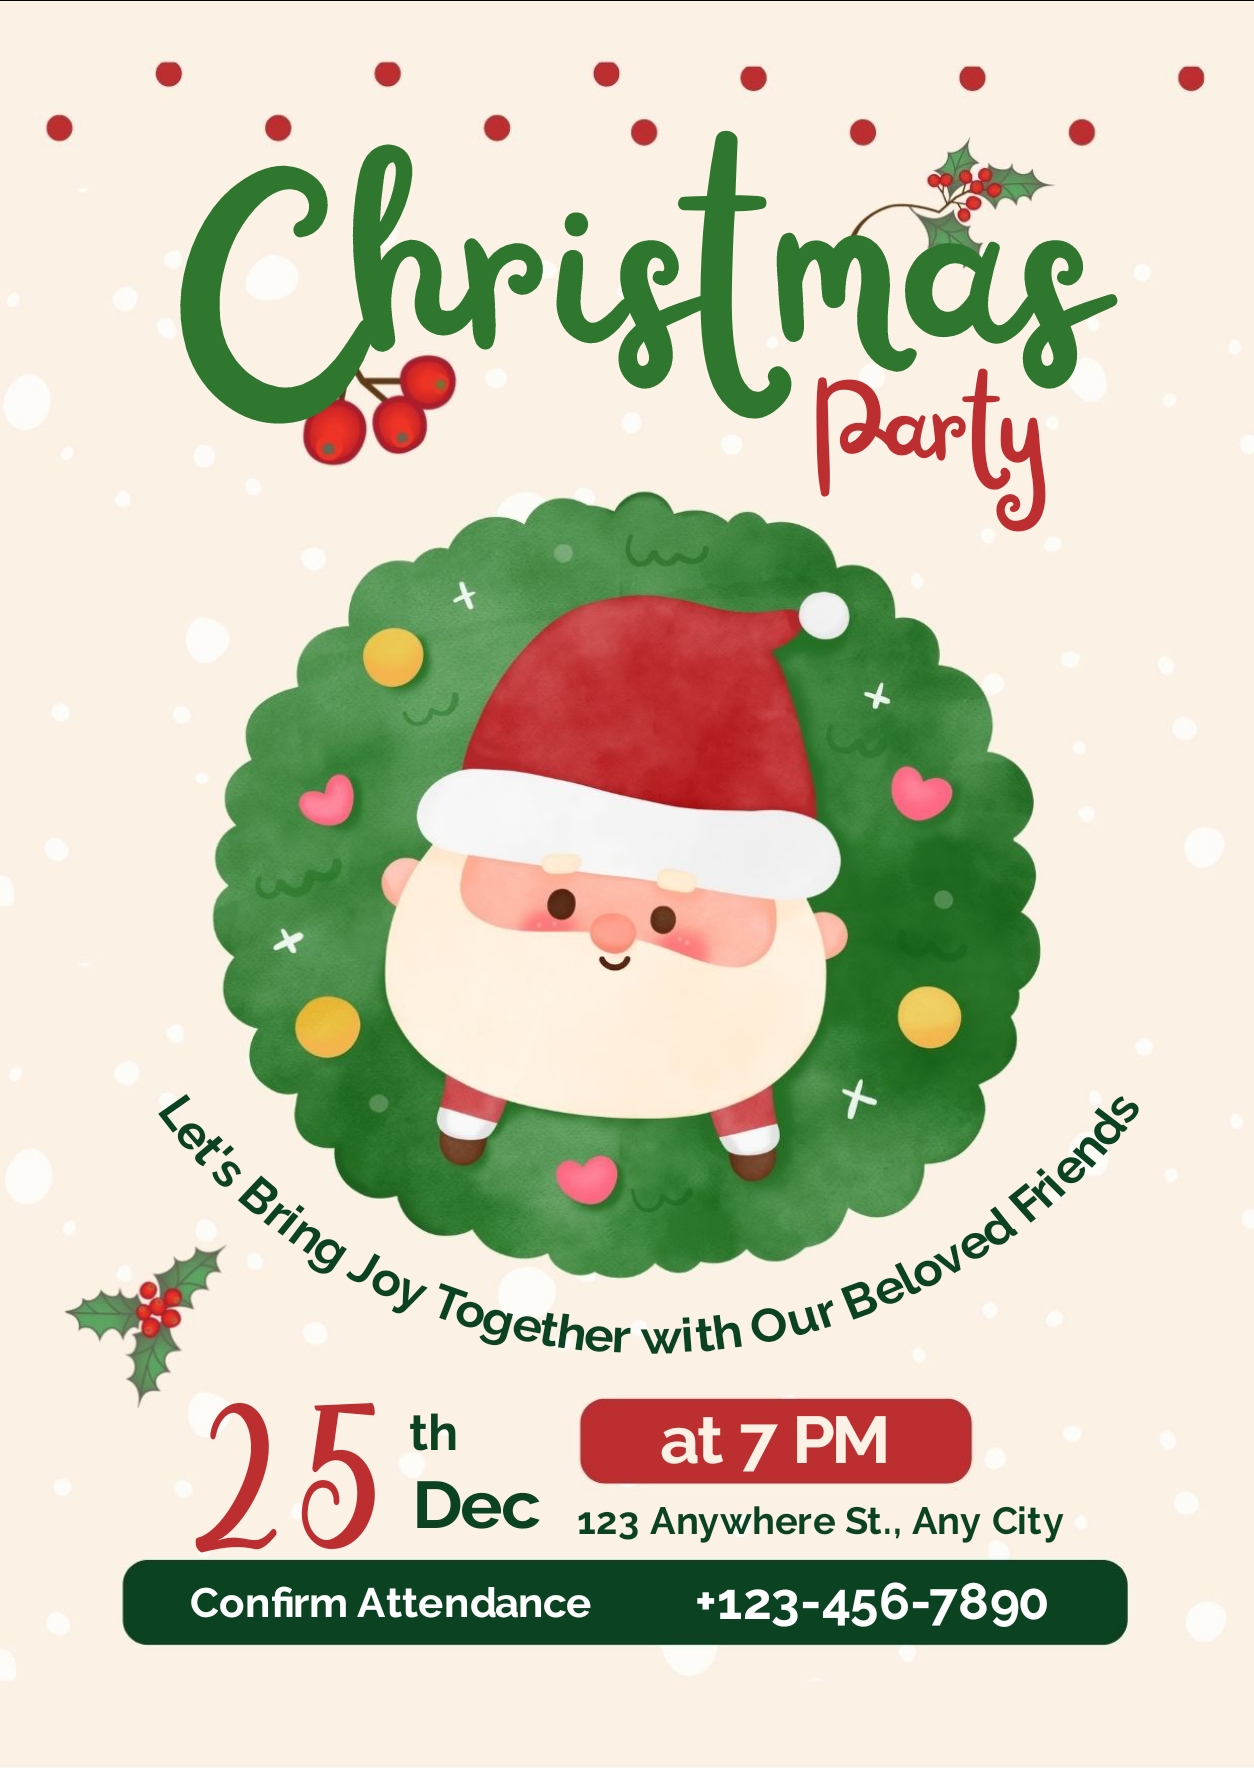 Christmas
Party
Let's Bring Joy Together with Our Beloved Friends
25 th
Dec
at 7 PM
123 Anywhere St., Any City
Confirm Attendance +123-456-7890